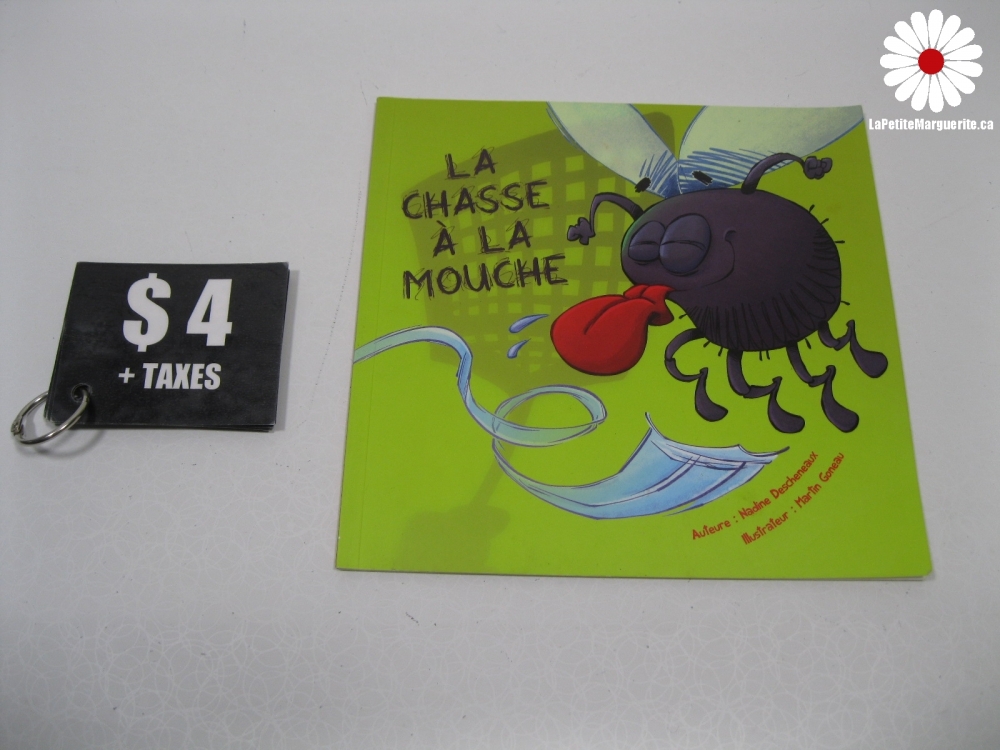 LaPetiteMarguerite.ca
LA
CHASSE
À LA
MOUCHE
$ 4
+ TAXES
Auteure : Nadine Descheneaux
Illustrateur : Martin Goneau